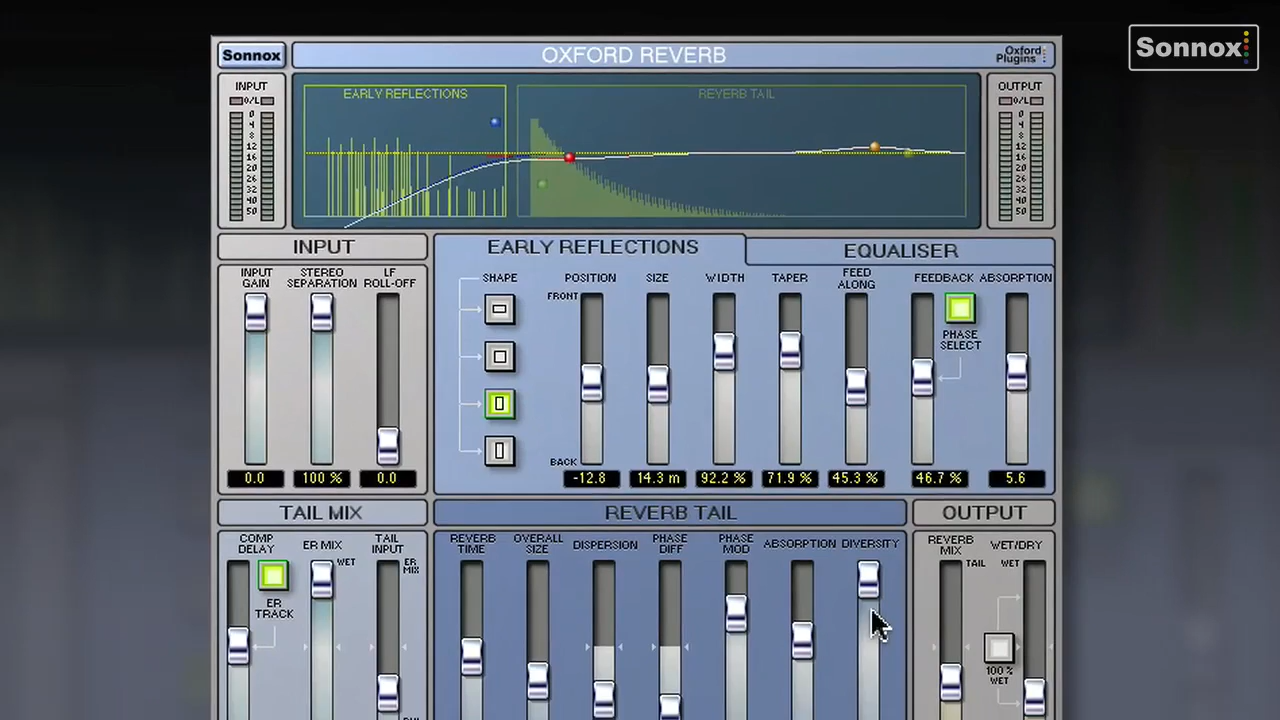 Sonnox
Sonnox
OXFORD REVERB
Oxford Plugins
INPUT
O/L
0
4
8
12
16
20
26
32
40
50
EARLY REFLECTIONS
REVERB TAIL
OUTPUT
O/L
0
4
8
12
16
20
26
32
40
50
INPUT
EARLY REFLECTIONS
EQUALISER
INPUT GAIN
STEREO SEPARATION
LF ROLL-OFF
0.0
100 %
0.0
SHAPE
POSITION
SIZE
WIDTH
TAPER
FEED ALONG
FEEDBACK
ABSORPTION
FRONT
PHASE SELECT
BACK
-12.8
14.3 m
92.2 %
71.9 %
45.3 %
46.7 %
5.6
TAIL MIX
REVERB TAIL
OUTPUT
COMP DELAY
ER MIX
TAIL INPUT
WET
ER MIX
ER TRACK
REVERB TIME
OVERALL SIZE
DISPERSION
PHASE DIFF
PHASE MOD
ABSORPTION
DIVERSITY
REVERB MIX
WET/DRY
TAIL
WET
100 % WET